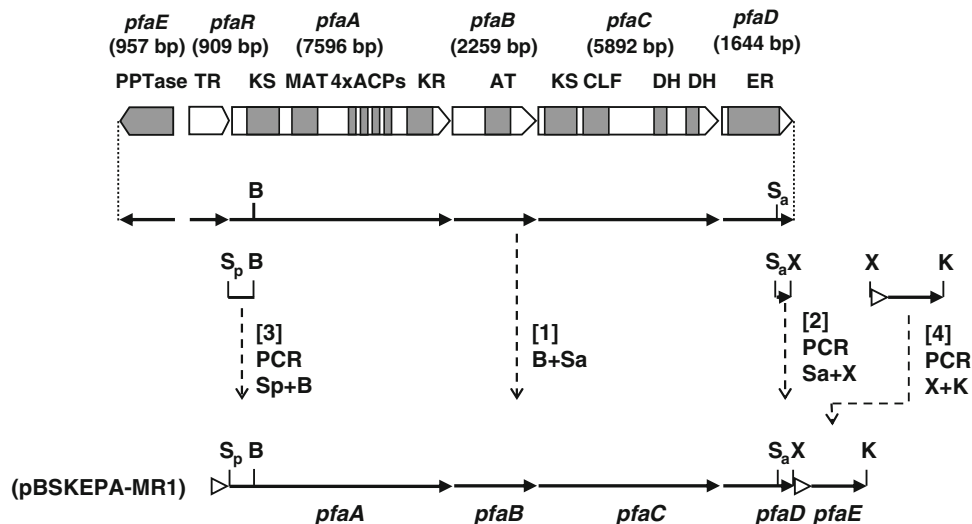 pfaE pfaR pfaA pfaB pfaC pfaD
(957 bp) (909 bp) (7596 bp) (2259 bp) (5892 bp) (1644 bp)
PPTase TR KS MAT 4xACPs KR AT KS CLF DH DH ER
B Sa
Sp B SaX X K
[3] PCR Sp+B
[1] B+Sa
[2] PCR Sa+X
[4] PCR X+K
Sp B SaX K
(pBSKEPA-MR1)
pfaA pfaB pfaC pfaD pfaE